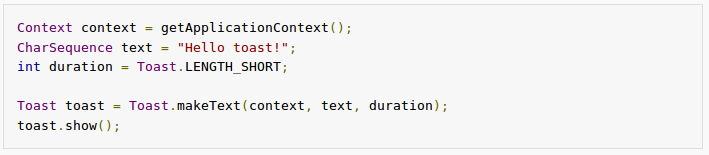 Context context = getApplicationContext();
CharSequence text = "Hello toast!";
int duration = Toast.LENGTH_SHORT;
Toast toast = Toast.makeText(context, text, duration);
toast.show();